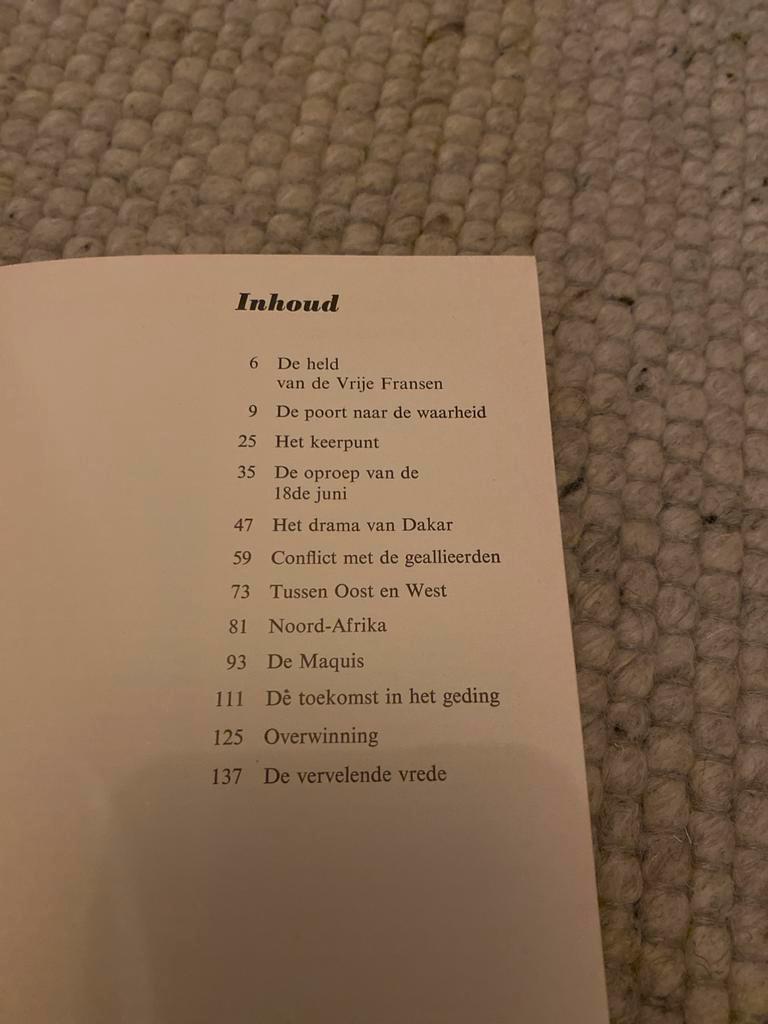 Inhoud
6 De held
van de Vrije Fransen
9 De poort naar de waarheid
25 Het keerpunt
35 De oproep van de
18de juni
47 Het drama van Dakar
59 Conflict met de geallieerden
73 Tussen Oost en West
81 Noord-Afrika
93 De Maquis
111 De toekomst in het geding
125 Overwinning
137 De vervelende vrede